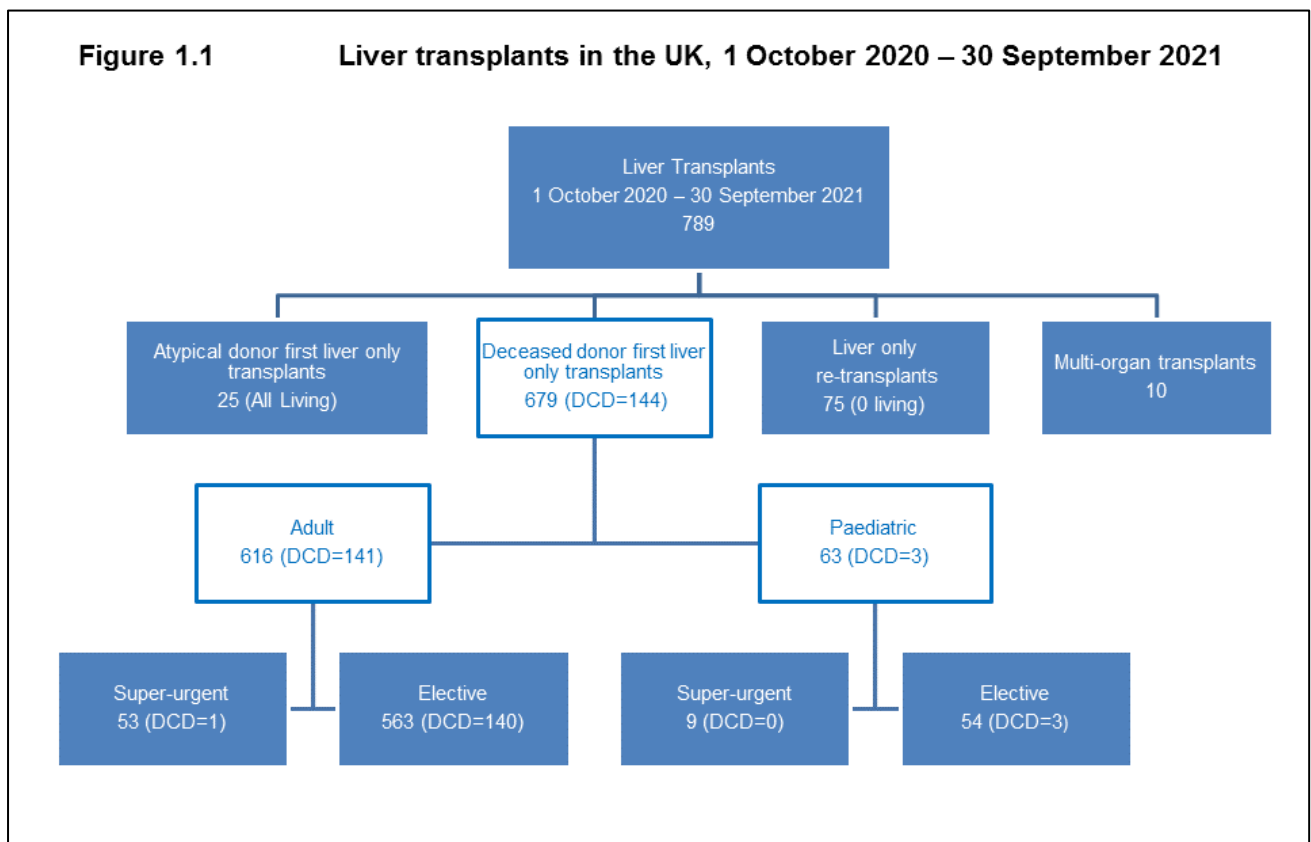 Figure 1.1 Liver transplants in the UK, 1 October 2020 – 30 September 2021
Liver Transplants
1 October 2020 – 30 September 2021
789
Atypical donor first liver only
transplants
25 (All Living)
Deceased donor first liver
only transplants
679 (DCD=144)
Liver only
re-transplants
75 (0 living)
Multi-organ transplants
10
Adult
616 (DCD=141)
Paediatric
63 (DCD=3)
Super-urgent
53 (DCD=1)
Elective
563 (DCD=140)
Super-urgent
9 (DCD=0)
Elective
54 (DCD=3)